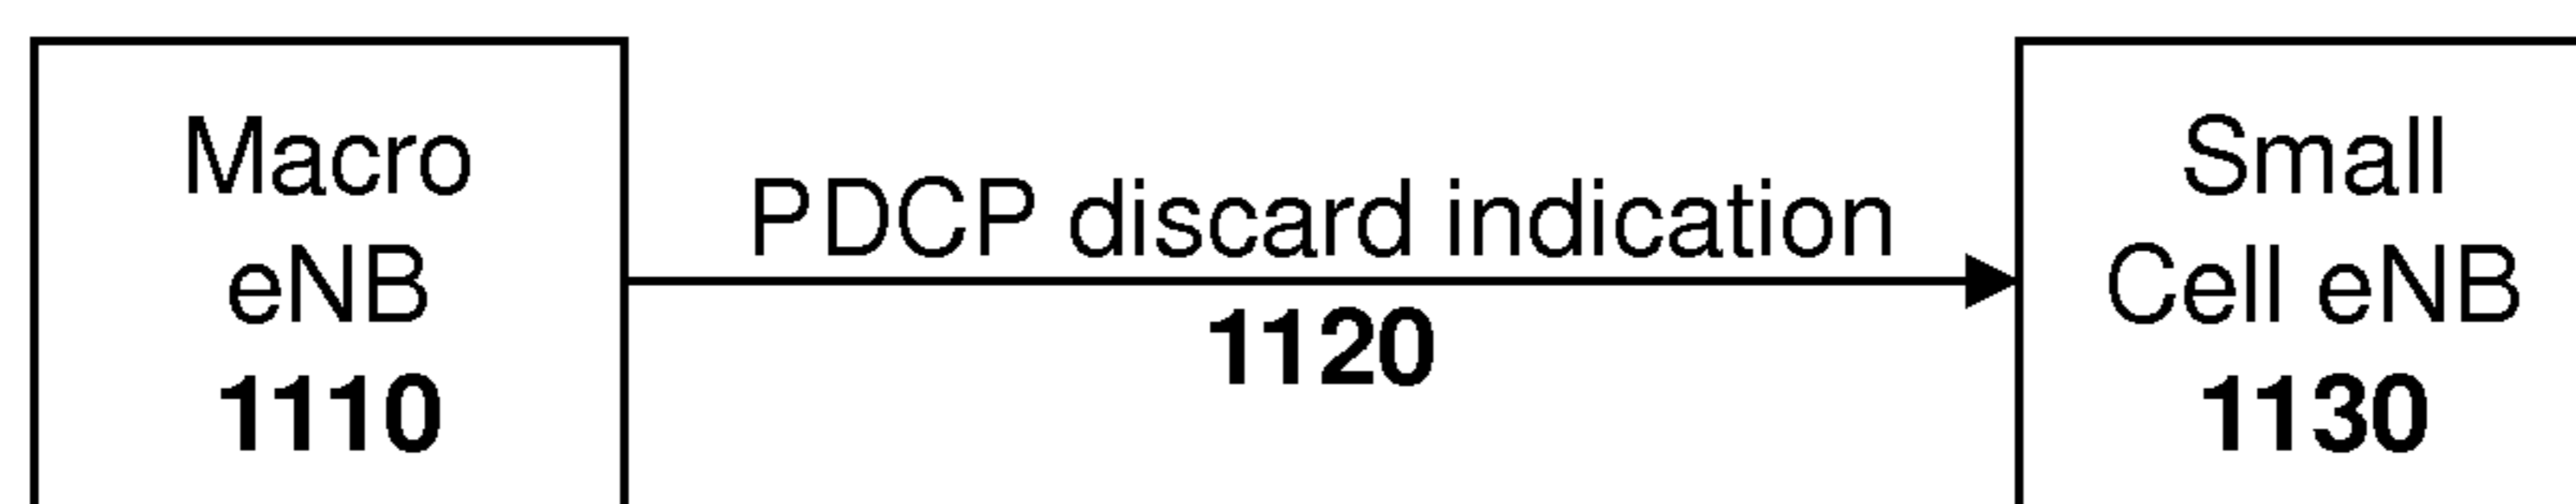 Macro
eNB
1110
PDCP discard indication
1120
Small
Cell eNB
1130